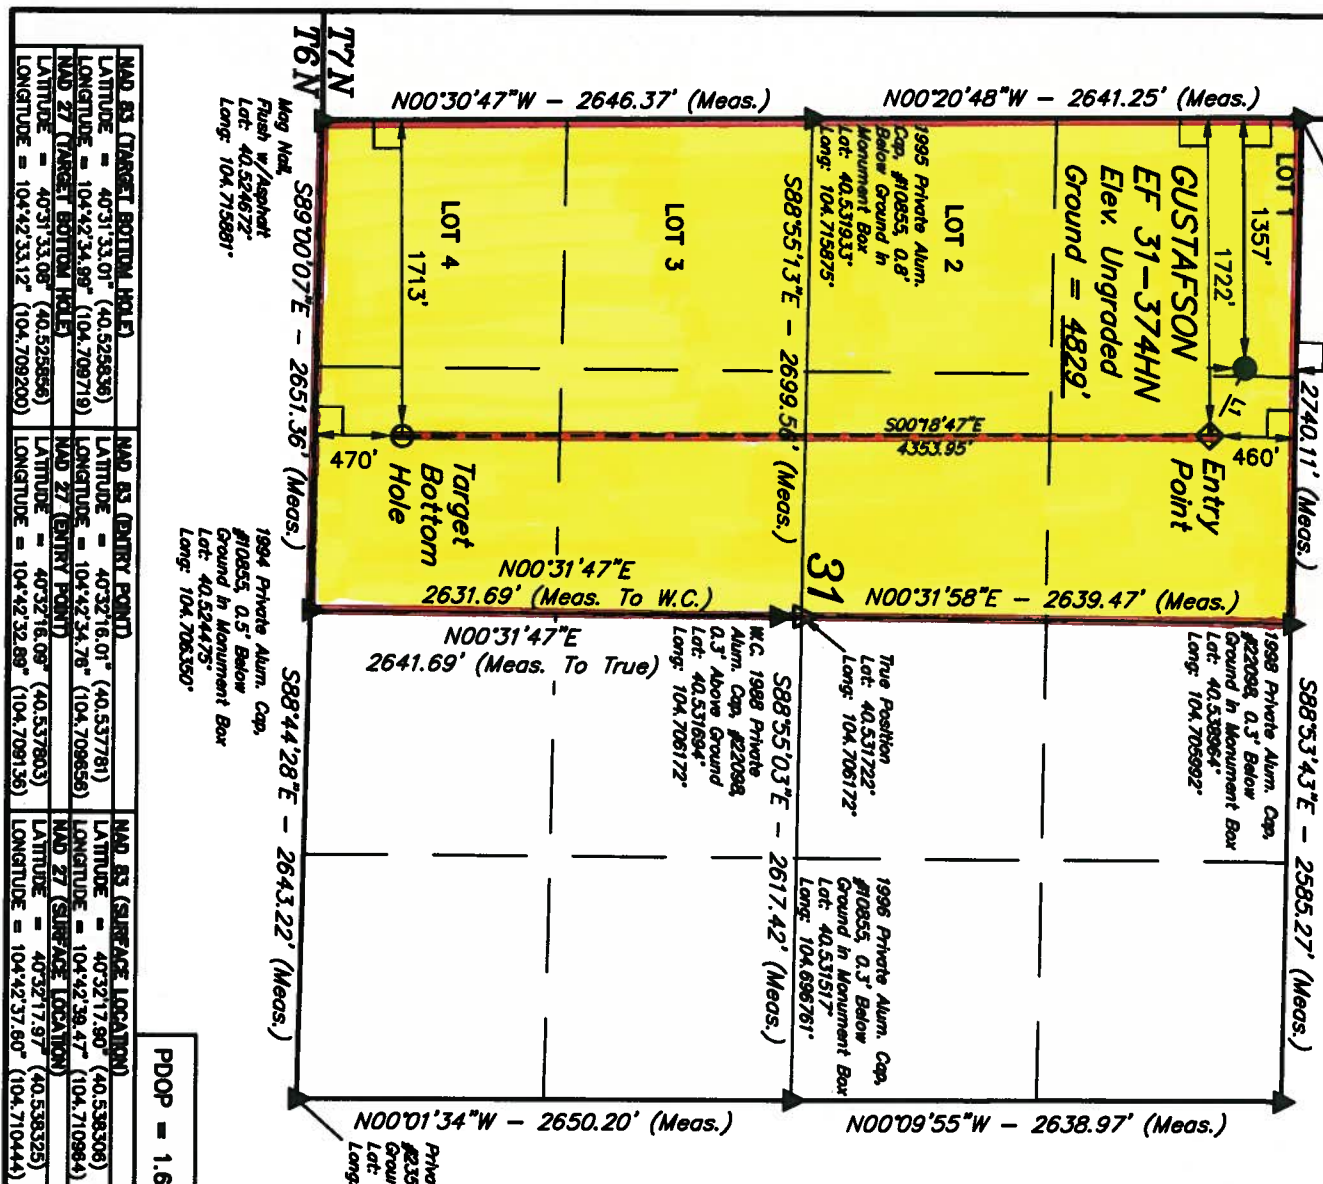 T7N
T6N
N00°30'47"W - 2646.37' (Meas.)
N00°20'48"W - 2641.25' (Meas.)
Mag Nail,
Flush w/Asphalt
Lat: 40.524672°
Long: 104.715881°
1995 Private Alum.
Cap, #10855, 0.8'
Below Ground in
Monument Box
Lat: 40.531933°
Long: 104.715875°
LOT 1
LOT 2
LOT 3
LOT 4
1357'
1722'
1713'
GUSTAFSON
EF 31-374HN
Elev. Ungraded
Ground = 4829'
2740.11' (Meas.)
L1
S89°00'07"E - 2651.36' (Meas.)
S88°55'13"E - 2699.56' (Meas.)
S00°18'47"E
4353.95'
460'
470'
Entry
Point
Target
Bottom
Hole
31
N00°31'47"E
2631.69' (Meas. To W.C.)
N00°31'58"E - 2639.47' (Meas.)
N00°31'47"E
2641.69' (Meas. To True)
1994 Private Alum. Cap,
#10855, 0.5' Below
Ground in Monument Box
Lat: 40.524475°
Long: 104.706350°
W.C. 1988 Private
Alum. Cap, #22098,
0.3' Above Ground
Lat: 40.531694°
Long: 104.706172°
True Position
Lat: 40.531722°
Long: 104.706172°
1998 Private Alum. Cap,
#22098, 0.3' Below
Ground in Monument Box
Lat: 40.538964°
Long: 104.705992°
S88°44'28"E - 2643.22' (Meas.)
S88°55'03"E - 2617.42' (Meas.)
S88°53'43"E - 2585.27' (Meas.)
1996 Private Alum. Cap,
#10855, 0.3' Below
Ground in Monument Box
Lat: 40.531517°
Long: 104.696761°
N00°01'34"W - 2650.20' (Meas.)
N00°09'55"W - 2638.97' (Meas.)
Lat:
Long:
NAD 83 (TARGET BOTTOM HOLE)
LATITUDE = 40°31'33.01" (40.525836)
LONGITUDE = 104°42'34.99" (104.709719)
NAD 27 (TARGET BOTTOM HOLE)
LATITUDE = 40°31'33.08" (40.525856)
LONGITUDE = 104°42'33.12" (104.709200)
NAD 83 (ENTRY POINT)
LATITUDE = 40°32'16.01" (40.537781)
LONGITUDE = 104°42'34.76" (104.709656)
NAD 27 (ENTRY POINT)
LATITUDE = 40°32'16.09" (40.537803)
LONGITUDE = 104°42'32.89" (104.709136)
NAD 83 (SURFACE LOCATION)
LATITUDE = 40°32'17.90" (40.538306)
LONGITUDE = 104°42'39.47" (104.710964)
NAD 27 (SURFACE LOCATION)
LATITUDE = 40°32'17.97" (40.538325)
LONGITUDE = 104°42'37.60" (104.710444)
PDOP = 1.6